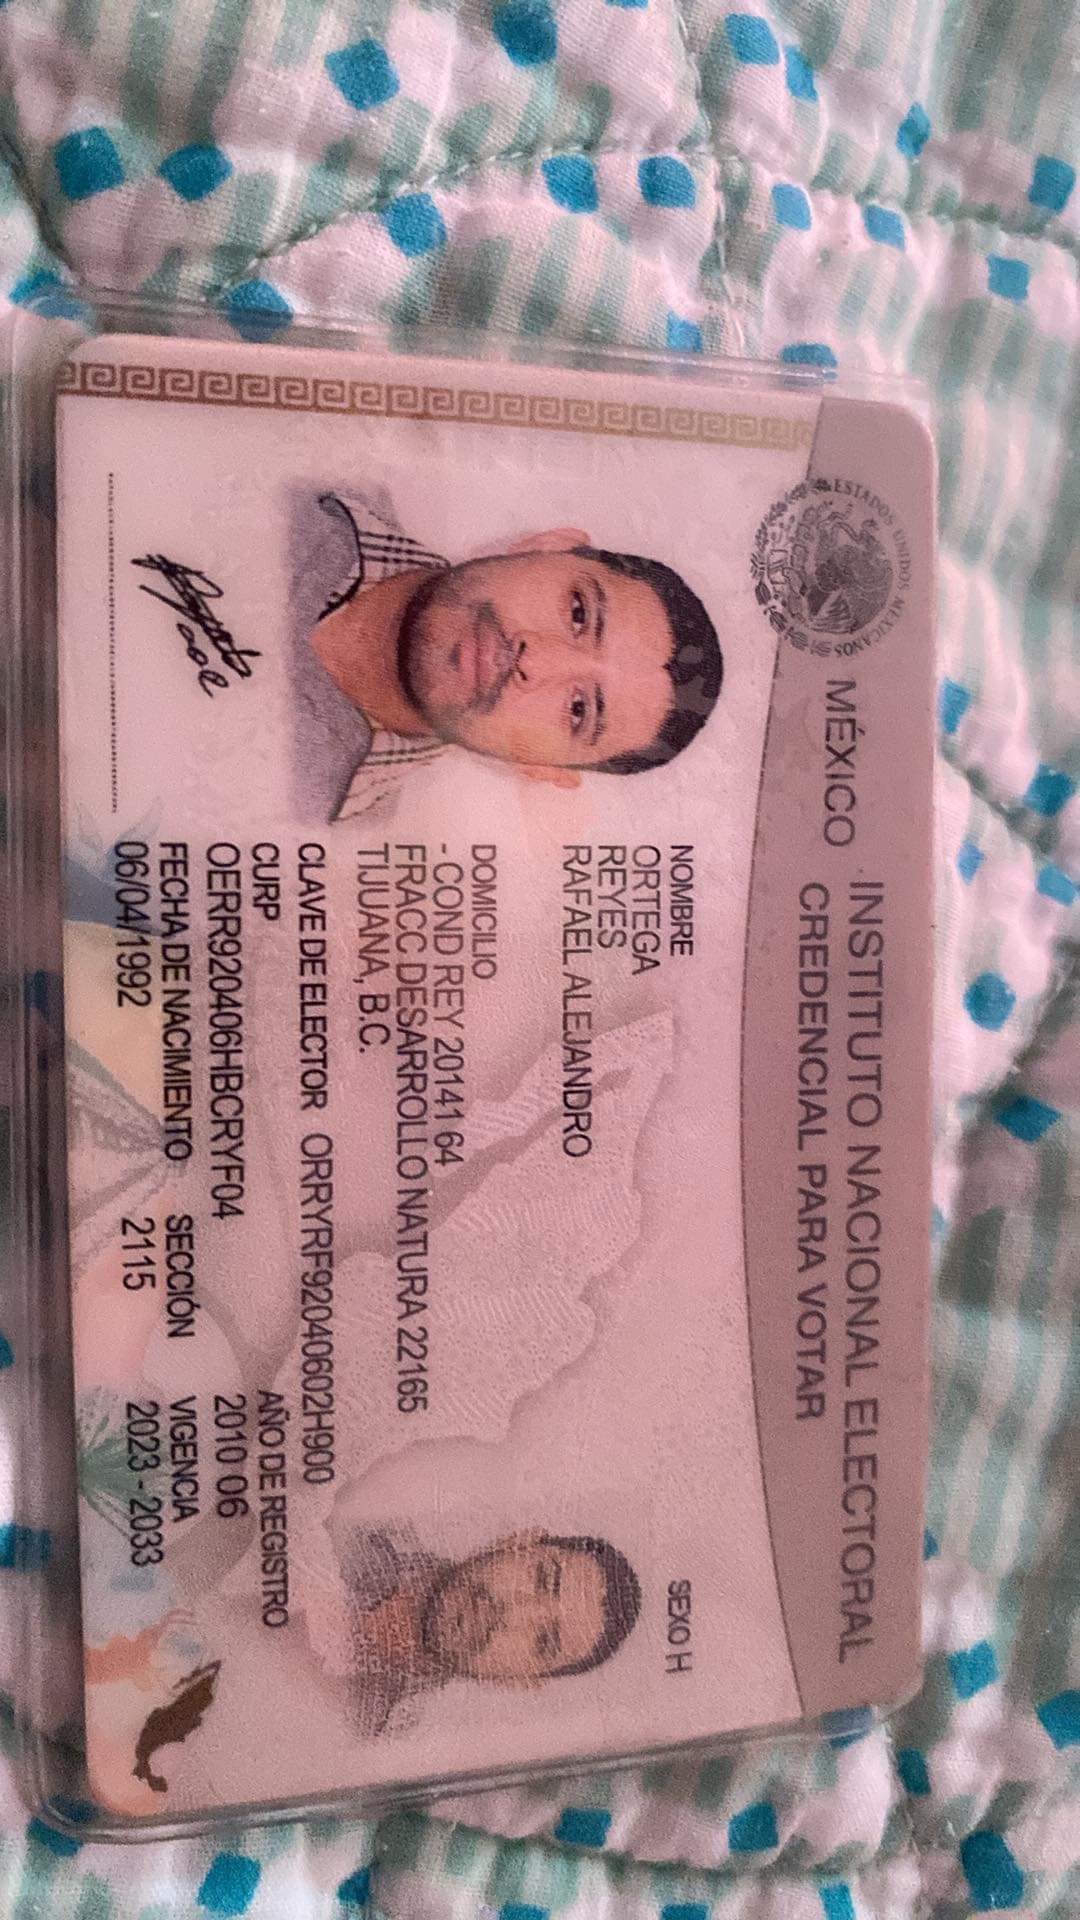 ESTADOS UNIDOS MEXICANOS
MÉXICO INSTITUTO NACIONAL ELECTORAL
CREDENCIAL PARA VOTAR
NOMBRE
SEXO H
ORTEGA
REYES
RAFAEL ALEJANDRO
DOMICILIO
- COND REY 20141 64
FRACC DESARROLLO NATURA 22165
TIJUANA, B.C.
CLAVE DE ELECTOR ORRYRF92040602H900
CURP
OERR920406HBCRYF04
AÑO DE REGISTRO
2010 06
FECHA DE NACIMIENTO
06/04/1992
SECCIÓN
2115
VIGENCIA
2023 - 2033